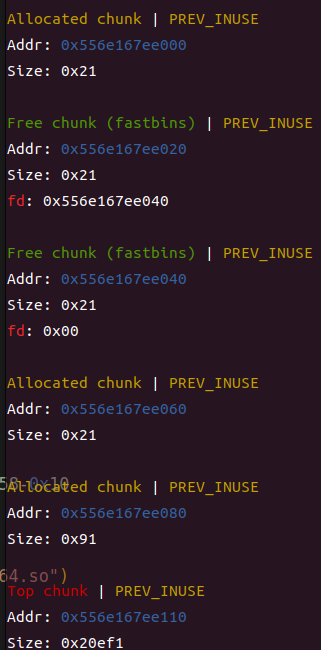 Allocated chunk | PREV_INUSE
Addr: 0x556e167ee000
Size: 0x21
Free chunk (fastbins) | PREV_INUSE
Addr: 0x556e167ee020
Size: 0x21
fd: 0x556e167ee040
Free chunk (fastbins) | PREV_INUSE
Addr: 0x556e167ee040
Size: 0x21
fd: 0x00
Allocated chunk | PREV_INUSE
Addr: 0x556e167ee060
Size: 0x21
58-0x10
Allocated chunk | PREV_INUSE
Addr: 0x556e167ee080
Size: 0x91
64.so")
Top chunk | PREV_INUSE
Addr: 0x556e167ee110
Size: 0x20ef1